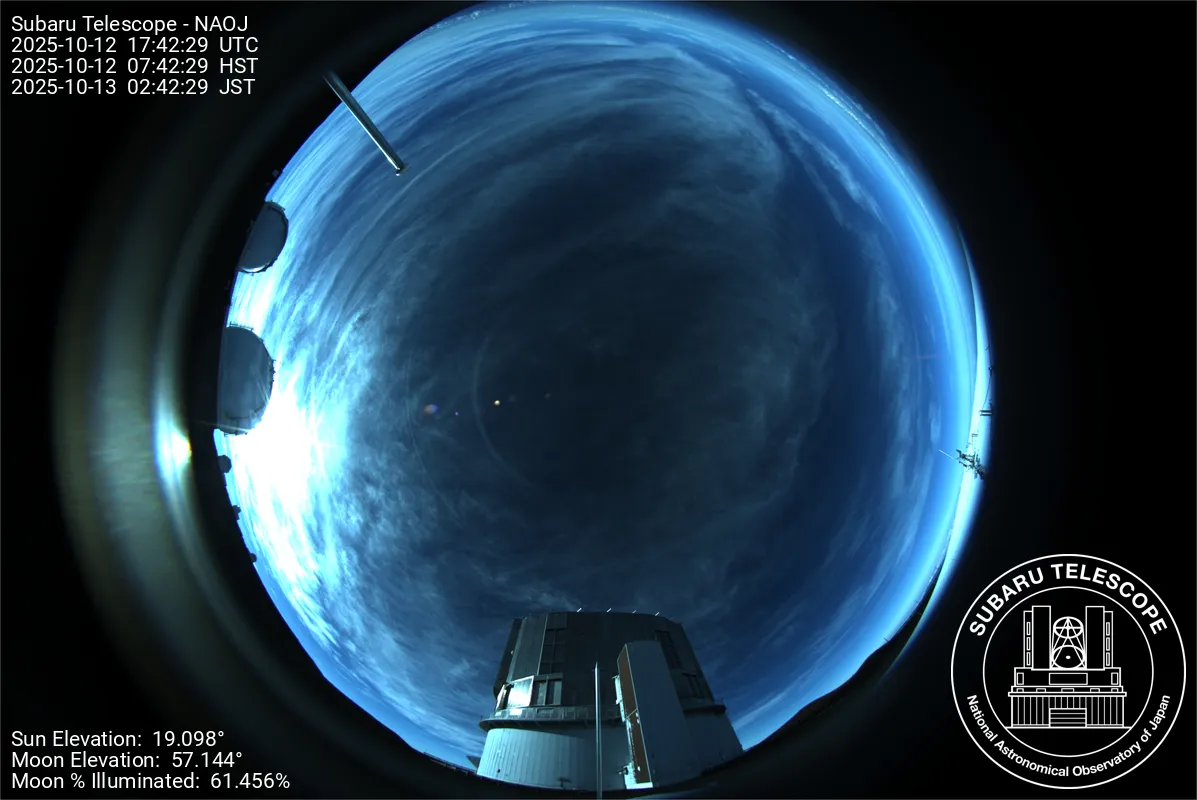 Subaru Telescope - NAOJ
2025-10-12 17:42:29 UTC
2025-10-12 07:42:29 HST
2025-10-13 02:42:29 JST
SUBARU TELESCOPE
National Astronomical Observatory of Japan
Sun Elevation: 19.098°
Moon Elevation: 57.144°
Moon % Illuminated: 61.456%